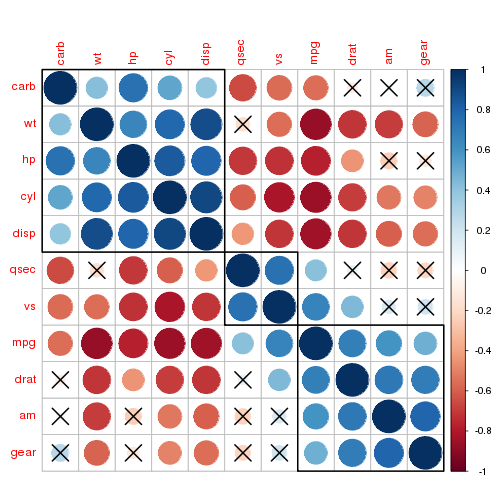 carb wt hp cyl disp qsec vs mpg drat am gear
carb
wt
hp
cyl
disp
qsec
vs
mpg
drat
am
gear
1
0.8
0.6
0.4
0.2
0
-0.2
-0.4
-0.6
-0.8
-1